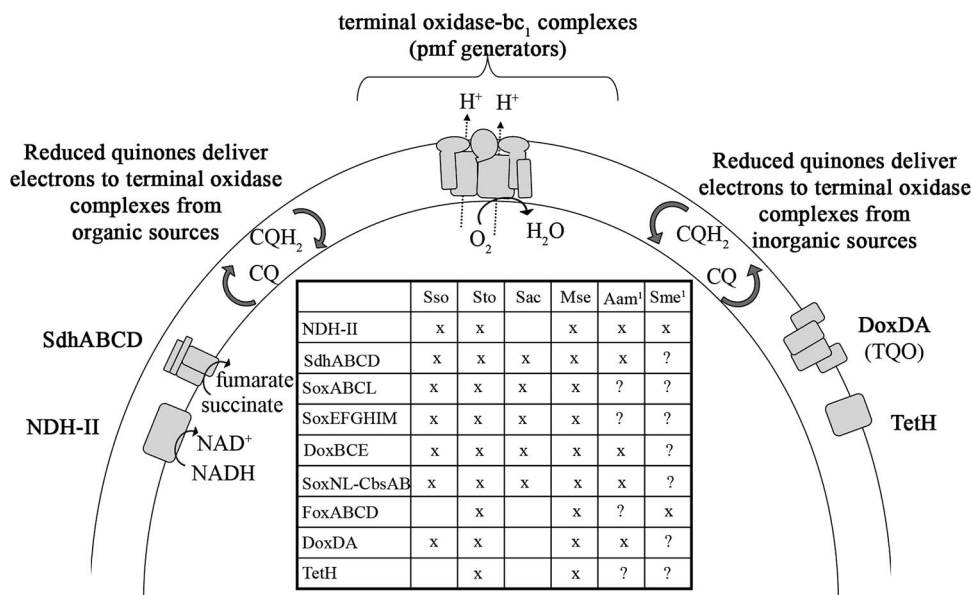 terminal oxidase-bc₁ complexes
(pmf generators)
H⁺ H⁺
Reduced quinones deliver
electrons to terminal oxidase
complexes from
organic sources
Reduced quinones deliver
electrons to terminal oxidase
complexes from
inorganic sources
CQH₂
CQ
O₂
H₂O
CQH₂
CQ
SdhABCD
fumarate
succinate
NDH-II
NAD⁺
NADH
DoxDA
(TQO)
TetH
Sso Sto Sac Mse Aam¹ Sme¹
NDH-II x x x x x
SdhABCD x x x x x ?
SoxABCL x x x x ? ?
SoxEFGHIM x x x x ? ?
DoxBCE x x x x x ?
SoxNL-CbsAB x x x x x ?
FoxABCD x x ? x
DoxDA x x x x ?
TetH x x ? ?